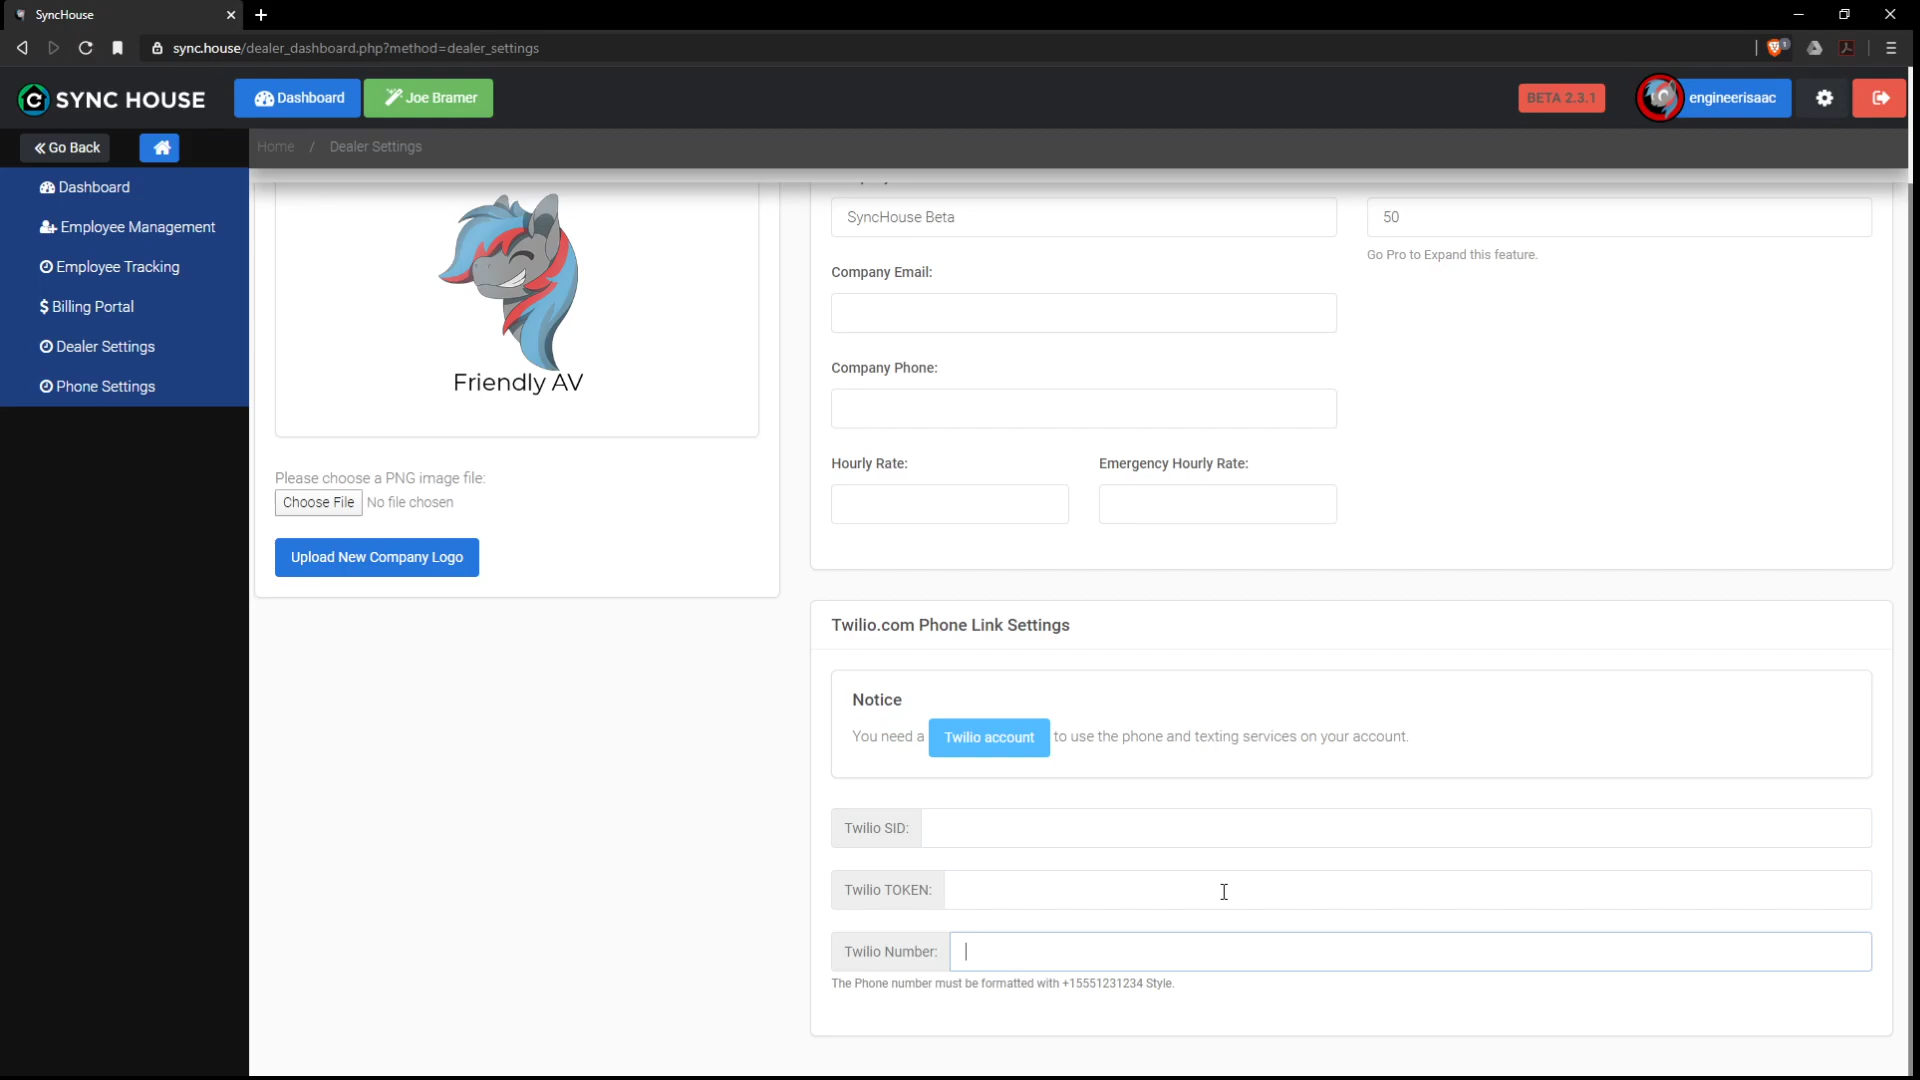 SyncHouse
sync.house/dealer_dashboard.php?method=dealer_settings
SYNC HOUSE
Dashboard
Joe Bramer
BETA 2.3.1
engineerisaac
Go Back
Home / Dealer Settings
Dashboard
Employee Management
Employee Tracking
$ Billing Portal
Dealer Settings
Phone Settings
Friendly AV
Please choose a PNG image file:
Choose File No file chosen
Upload New Company Logo
SyncHouse Beta
50
Go Pro to Expand this feature.
Company Email:
Company Phone:
Hourly Rate:
Emergency Hourly Rate:
Twilio.com Phone Link Settings
Notice
You need a Twilio account to use the phone and texting services on your account.
Twilio SID:
Twilio TOKEN:
Twilio Number:
The Phone number must be formatted with +15551231234 Style.